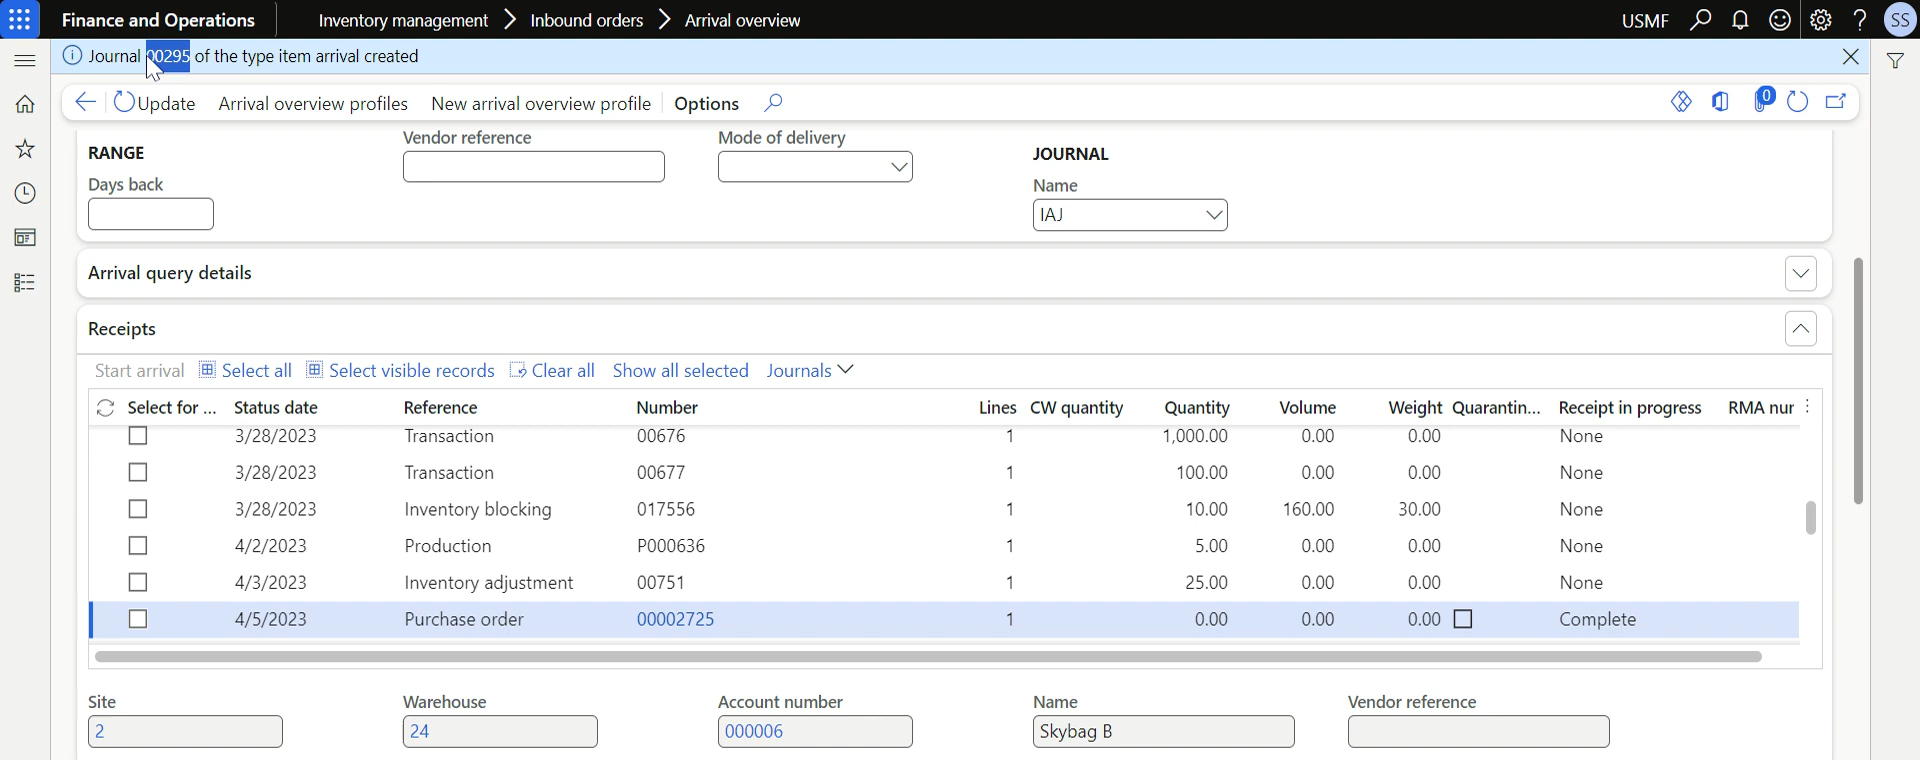 Finance and Operations Inventory management Inbound orders Arrival overview USMF ? SS
Journal 00295 of the type item arrival created
Update Arrival overview profiles New arrival overview profile Options 0
Vendor reference Mode of delivery
RANGE JOURNAL
Days back Name
IAJ
Arrival query details
Receipts
Start arrival Select all Select visible records Clear all Show all selected Journals
Select for ... Status date Reference Number Lines CW quantity Quantity Volume Weight Quarantin... Receipt in progress RMA nur
3/28/2023 Transaction 00676 1 1,000.00 0.00 0.00 None
3/28/2023 Transaction 00677 1 100.00 0.00 0.00 None
3/28/2023 Inventory blocking 017556 1 10.00 160.00 30.00 None
4/2/2023 Production P000636 1 5.00 0.00 0.00 None
4/3/2023 Inventory adjustment 00751 1 25.00 0.00 0.00 None
4/5/2023 Purchase order 00002725 1 0.00 0.00 0.00 Complete
Site Warehouse Account number Name Vendor reference
2 24 000006 Skybag B